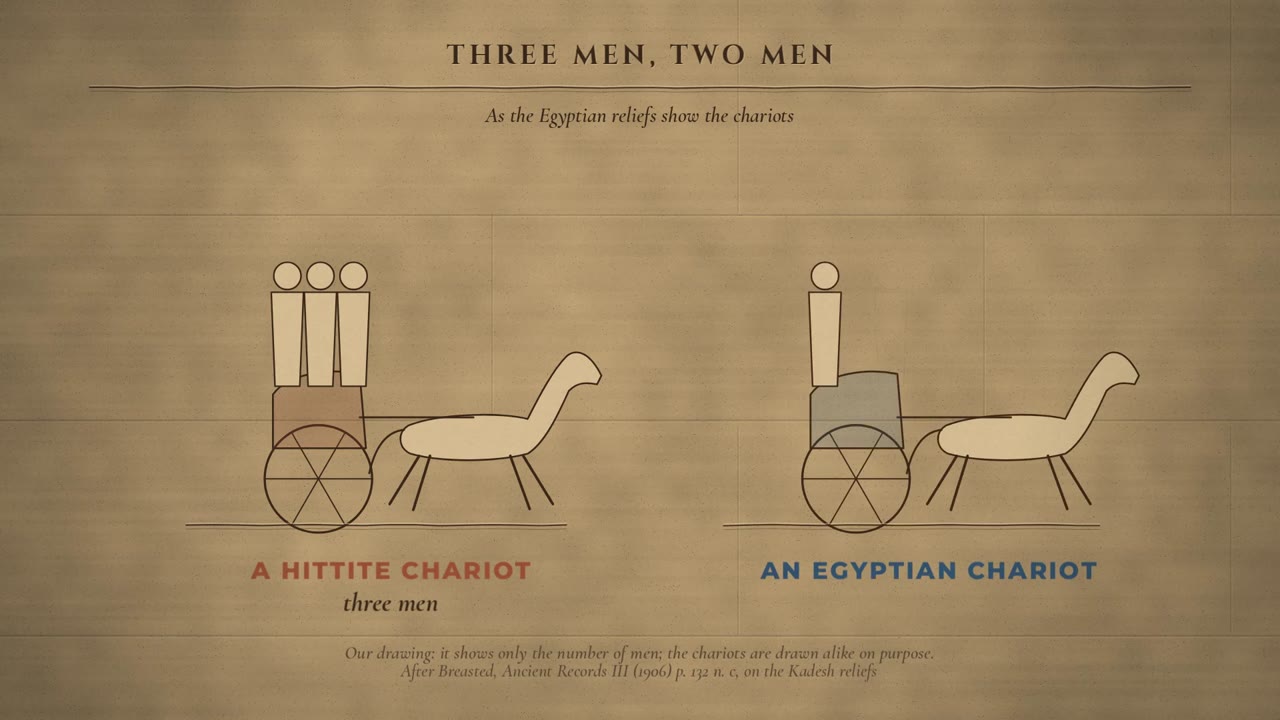 THREE MEN, TWO MEN
As the Egyptian reliefs show the chariots
A HITTITE CHARIOT
three men
AN EGYPTIAN CHARIOT
Our drawing: it shows only the number of men; the chariots are drawn alike on purpose.
After Breasted, Ancient Records III (1906) p. 132 n. c, on the Kadesh reliefs